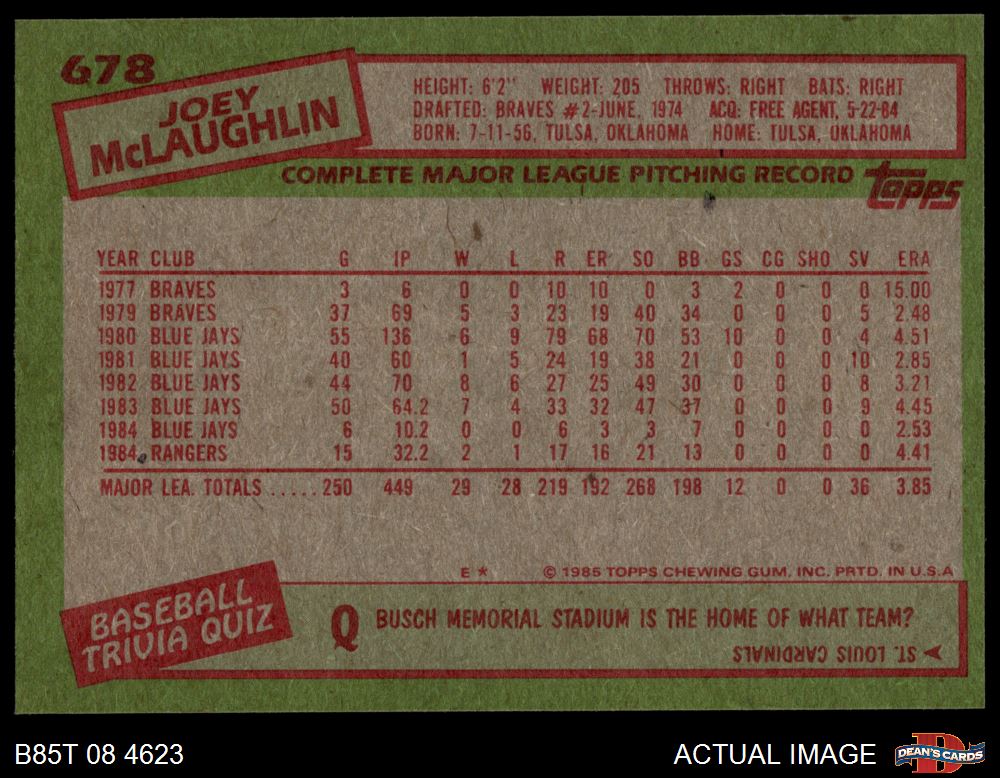 678
JOEY
McLAUGHLIN
HEIGHT: 6'2" WEIGHT: 205 THROWS: RIGHT BATS: RIGHT
DRAFTED: BRAVES #2-JUNE, 1974 ACQ: FREE AGENT, 5-22-84
BORN: 7-11-56, TULSA, OKLAHOMA HOME: TULSA, OKLAHOMA
COMPLETE MAJOR LEAGUE PITCHING RECORD topps
YEAR CLUB G IP W L R ER SO BB GS CG SHO SV ERA
1977 BRAVES 3 6 0 0 10 10 0 3 2 0 0 0 15.00
1979 BRAVES 37 69 5 3 23 19 40 34 0 0 0 5 2.48
1980 BLUE JAYS 55 136 6 9 79 68 70 53 10 0 0 4 4.51
1981 BLUE JAYS 40 60 1 5 24 19 38 21 0 0 0 10 2.85
1982 BLUE JAYS 44 70 8 6 27 25 49 30 0 0 0 8 3.21
1983 BLUE JAYS 50 64.2 7 4 33 32 47 37 0 0 0 9 4.45
1984 BLUE JAYS 6 10.2 0 0 6 3 3 7 0 0 0 0 2.53
1984 RANGERS 15 32.2 2 1 17 16 21 13 0 0 0 0 4.41
MAJOR LEA. TOTALS ..... 250 449 29 28 219 192 268 198 12 0 0 36 3.85
E * © 1985 TOPPS CHEWING GUM, INC. PRTD. IN U.S.A
BASEBALL
TRIVIA QUIZ
Q BUSCH MEMORIAL STADIUM IS THE HOME OF WHAT TEAM?
ST. LOUIS CARDINALS
B85T 08 4623 ACTUAL IMAGE DEAN'S CARDS